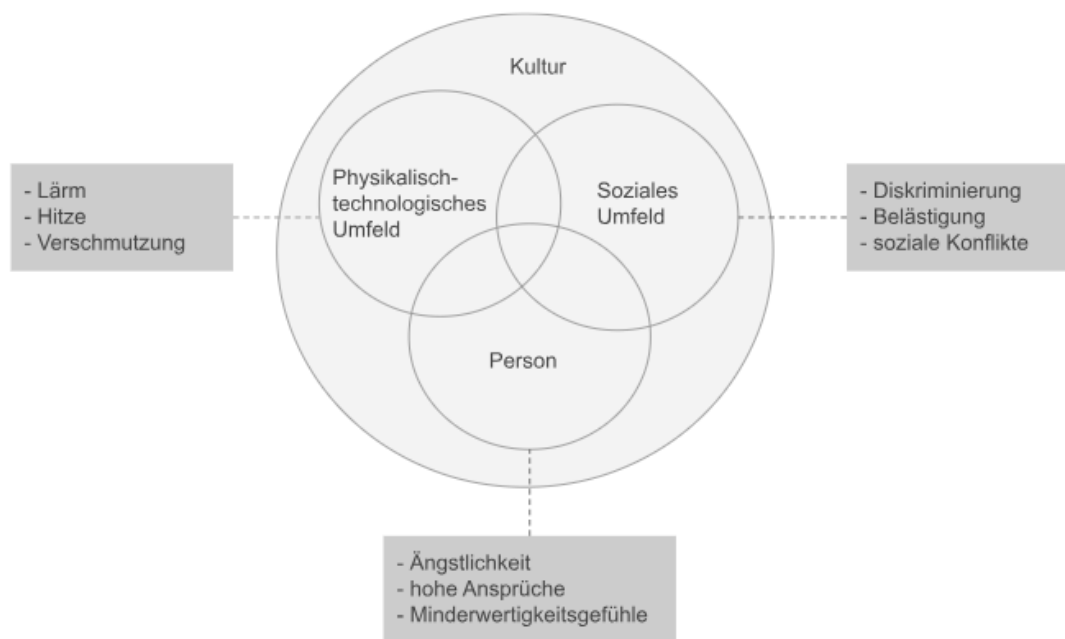 Kultur
Physikalisch-
technologisches
Umfeld
Soziales
Umfeld
Person
- Lärm
- Hitze
- Verschmutzung
- Diskriminierung
- Belästigung
- soziale Konflikte
- Ängstlichkeit
- hohe Ansprüche
- Minderwertigkeitsgefühle